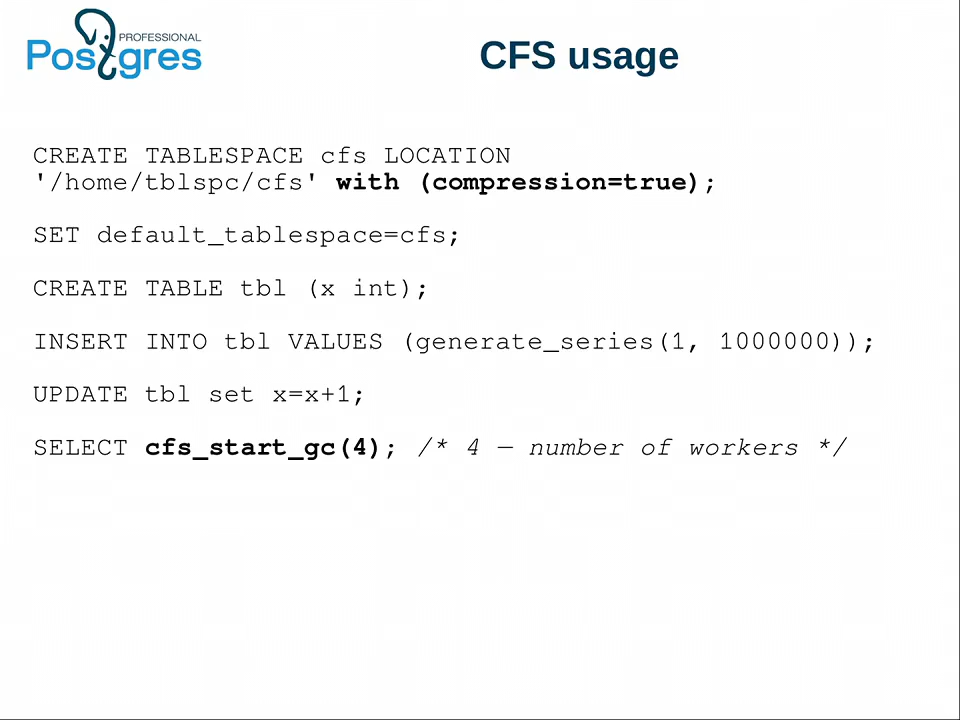 PROFESSIONAL
Postgres
CFS usage
CREATE TABLESPACE cfs LOCATION
'/home/tblspc/cfs' with (compression=true);
SET default_tablespace=cfs;
CREATE TABLE tbl (x int);
INSERT INTO tbl VALUES (generate_series(1, 1000000));
UPDATE tbl set x=x+1;
SELECT cfs_start_gc(4); /* 4 — number of workers */